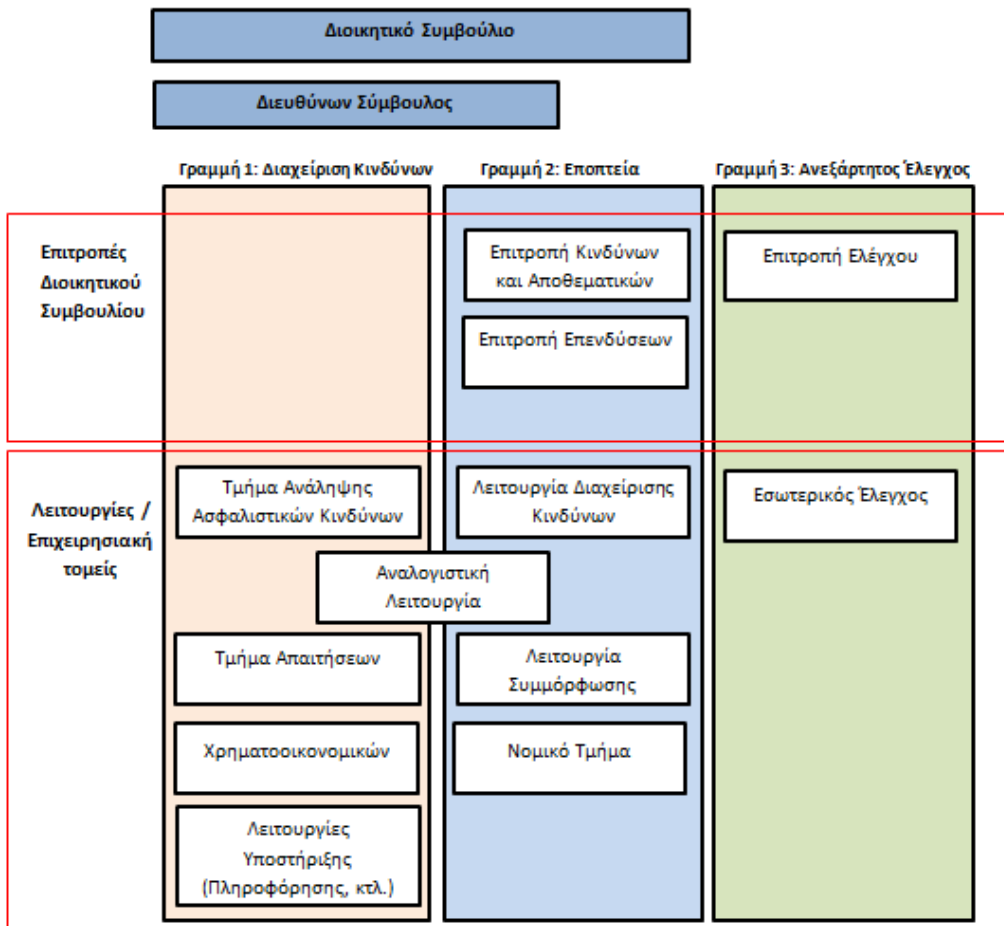 Διοικητικό Συμβούλιο
Διευθύνων Σύμβουλος
Γραμμή 1: Διαχείριση Κινδύνων
Γραμμή 2: Εποπτεία
Γραμμή 3: Ανεξάρτητος Έλεγχος
Επιτροπές
Διοικητικού
Συμβουλίου
Επιτροπή Κινδύνων
και Αποθεματικών
Επιτροπή Ελέγχου
Επιτροπή Επενδύσεων
Λειτουργίες /
Επιχειρησιακή
τομείς
Τμήμα Ανάληψης
Ασφαλιστικών Κινδύνων
Λειτουργία Διαχείρισης
Κινδύνων
Εσωτερικός Έλεγχος
Αναλογιστική
Λειτουργία
Τμήμα Απαιτήσεων
Λειτουργία
Συμμόρφωσης
Χρηματοοικονομικών
Νομικό Τμήμα
Λειτουργίες
Υποστήριξης
(Πληροφόρησης, κτλ.)